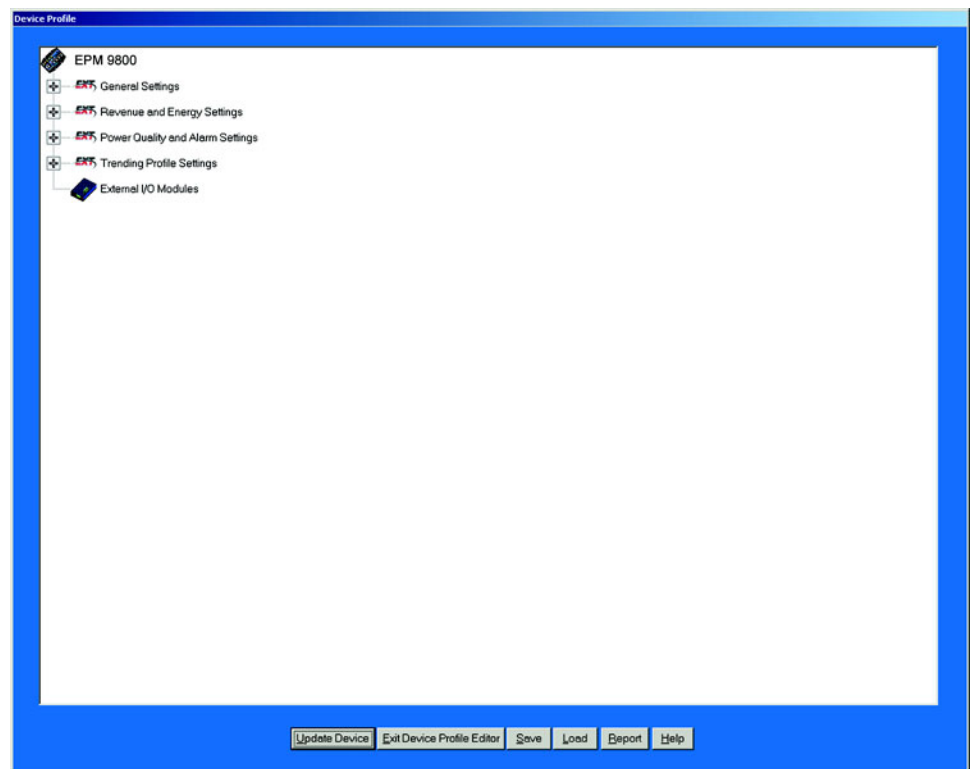 Device Profile
EPM 9800
EXT General Settings
EXT Revenue and Energy Settings
EXT Power Quality and Alarm Settings
EXT Trending Profile Settings
External I/O Modules
Update Device Exit Device Profile Editor Save Load Report Help